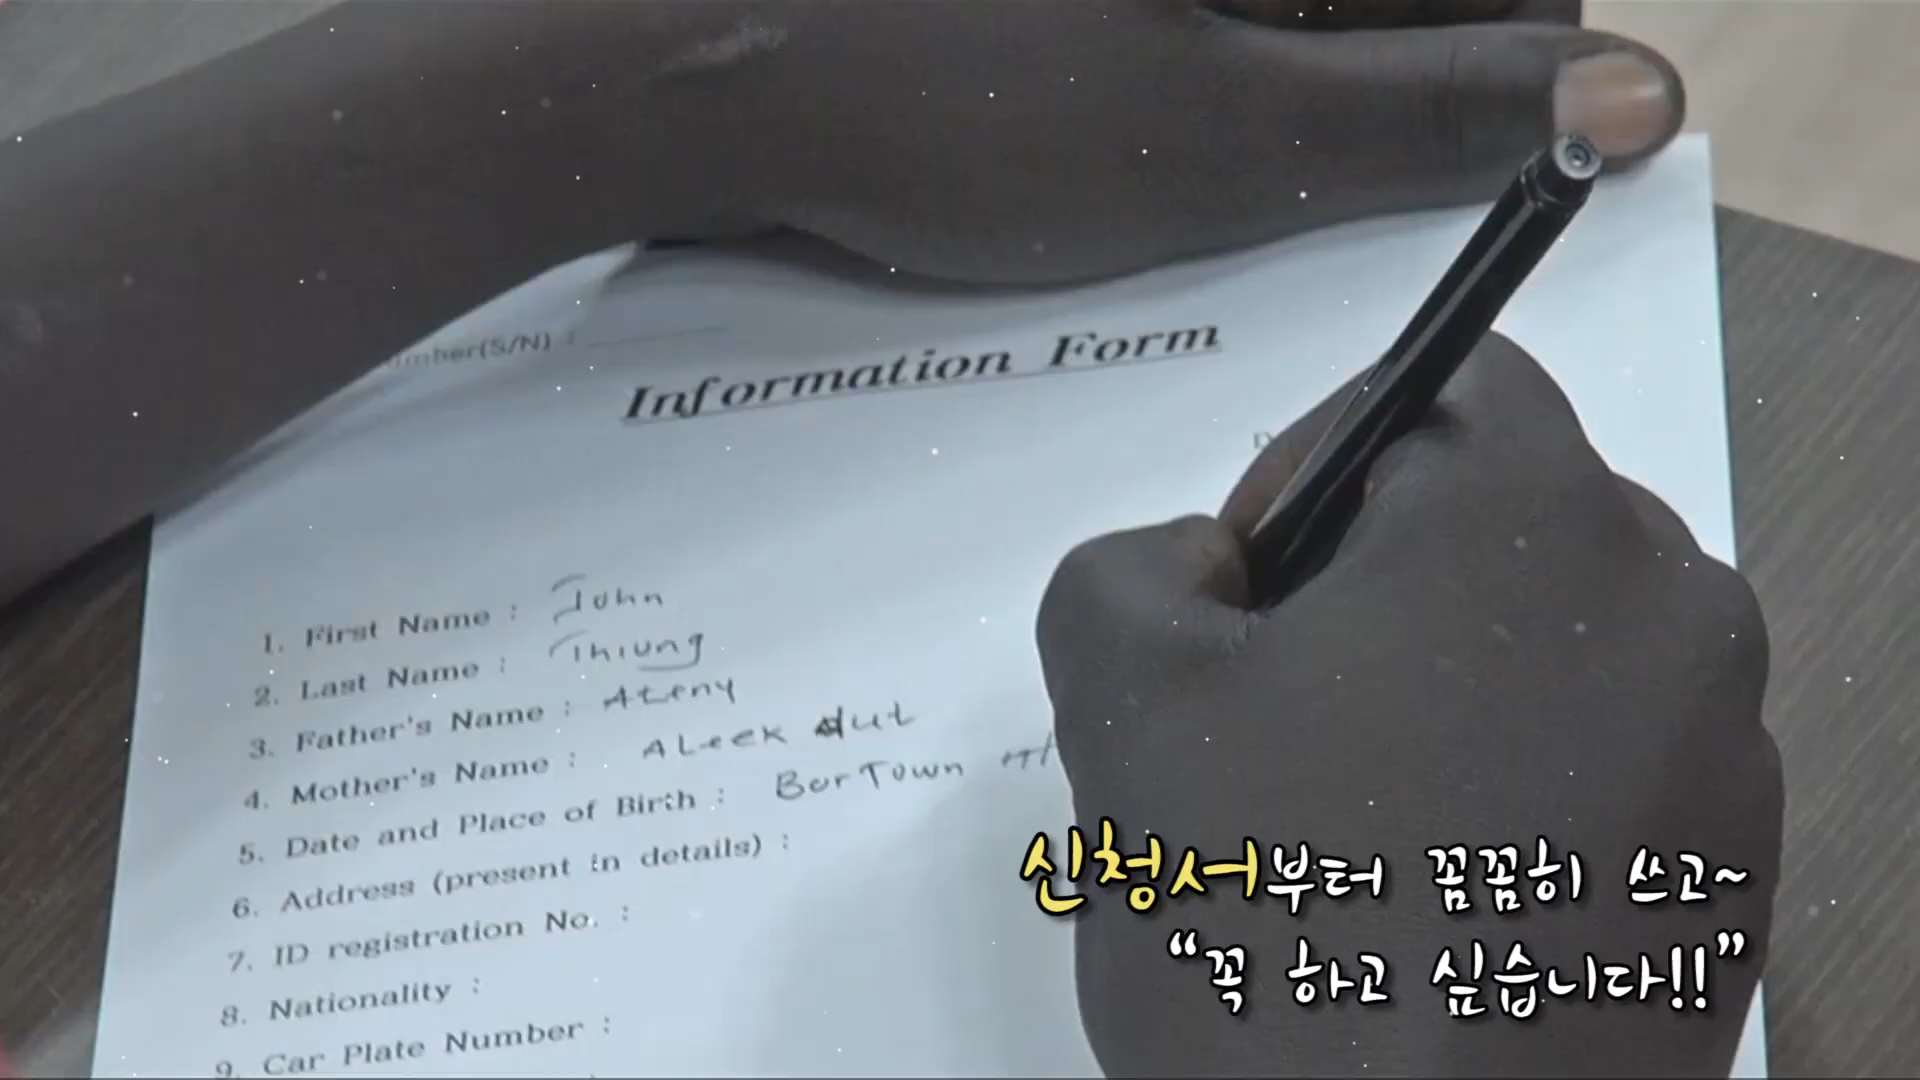 Number(S/N) :
Information Form
1. First Name : John
2. Last Name : Thiong
3. Father's Name : Ateny
4. Mother's Name : ALeek
5. Date and Place of Birth : Bor Town
6. Address (present in details) :
7. ID registration No. :
8. Nationality :
9. Car Plate Number :
신청서부터 꼼꼼히 쓰고~
“꼭 하고 싶습니다!!”